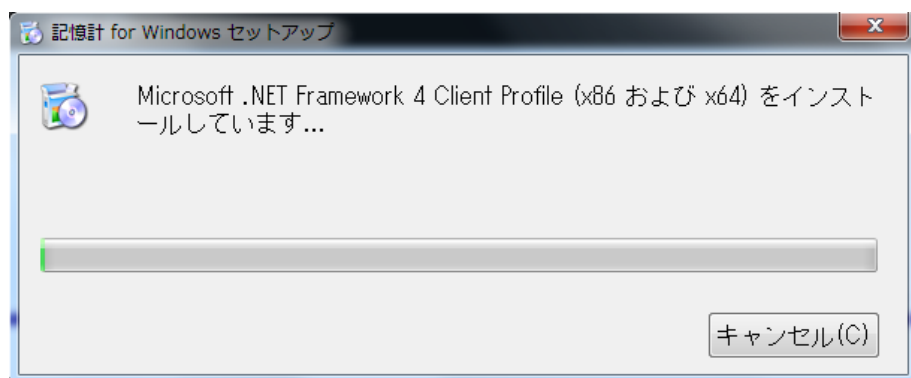 記憶計 for Windows セットアップ
Microsoft .NET Framework 4 Client Profile (x86 および x64) をインスト
ールしています...
キャンセル(C)